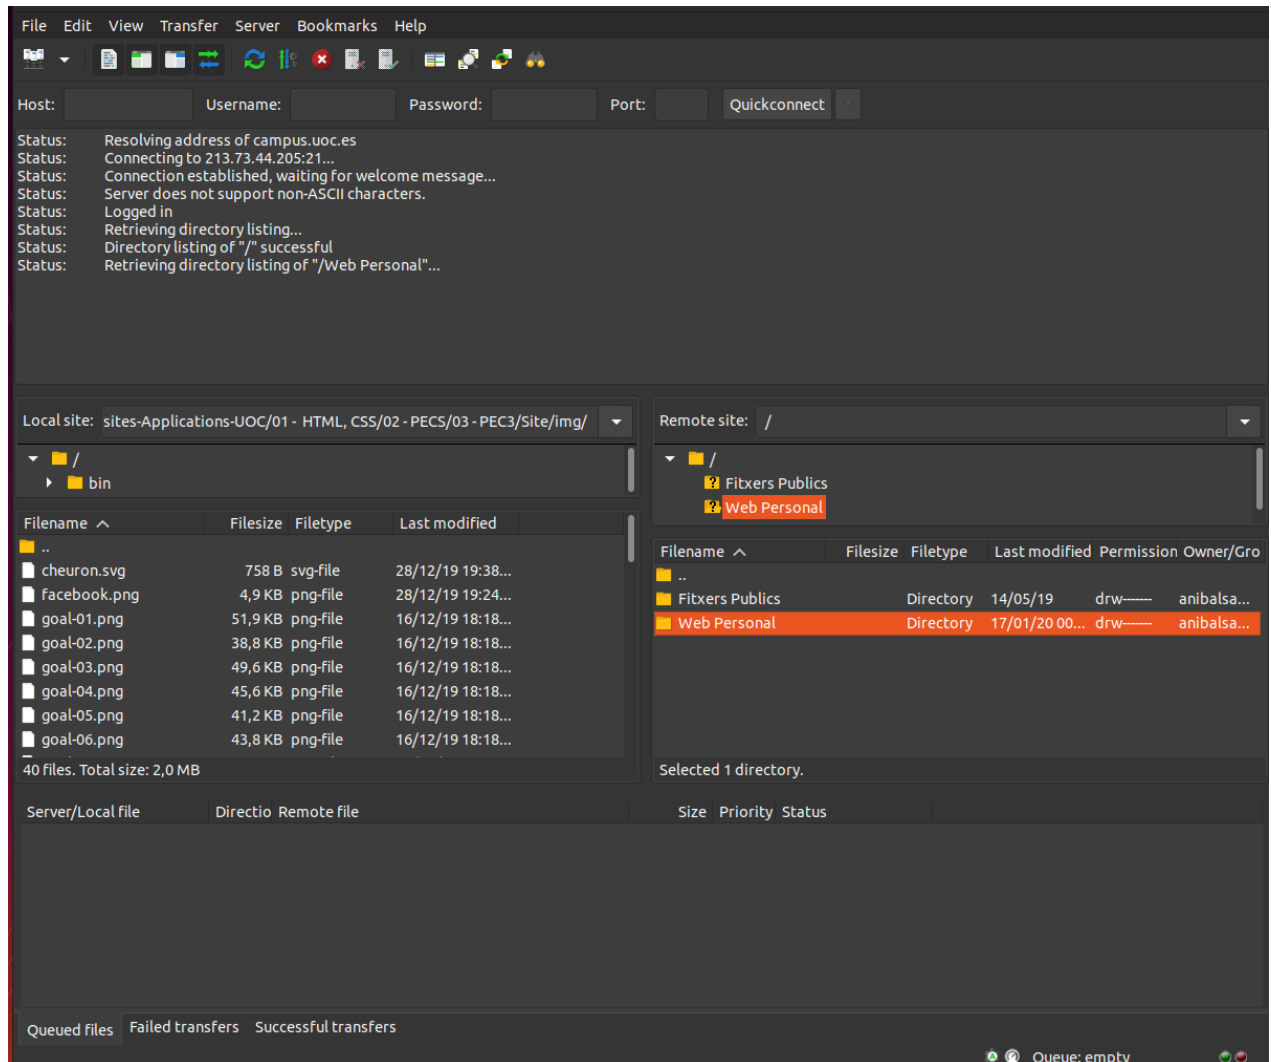 File Edit View Transfer Server Bookmarks Help
Host: Username: Password: Port: Quickconnect
Status: Resolving address of campus.uoc.es
Status: Connecting to 213.73.44.205:21...
Status: Connection established, waiting for welcome message...
Status: Server does not support non-ASCII characters.
Status: Logged in
Status: Retrieving directory listing...
Status: Directory listing of "/" successful
Status: Retrieving directory listing of "/Web Personal"...
Local site: sites-Applications-UOC/01 - HTML, CSS/02 - PECS/03 - PEC3/Site/img/
/
bin
Filename Filesize Filetype Last modified
..
cheuron.svg 758 B svg-file 28/12/19 19:38...
facebook.png 4,9 KB png-file 28/12/19 19:24...
goal-01.png 51,9 KB png-file 16/12/19 18:18...
goal-02.png 38,8 KB png-file 16/12/19 18:18...
goal-03.png 49,6 KB png-file 16/12/19 18:18...
goal-04.png 45,6 KB png-file 16/12/19 18:18...
goal-05.png 41,2 KB png-file 16/12/19 18:18...
goal-06.png 43,8 KB png-file 16/12/19 18:18...
40 files. Total size: 2,0 MB
Remote site: /
/
Fitxers Publics
Web Personal
Filename Filesize Filetype Last modified Permission Owner/Gro
..
Fitxers Publics Directory 14/05/19 drw------- anibalsa...
Web Personal Directory 17/01/20 00... drw------- anibalsa...
Selected 1 directory.
Server/Local file Directio Remote file Size Priority Status
Queued files Failed transfers Successful transfers
Queue: empty